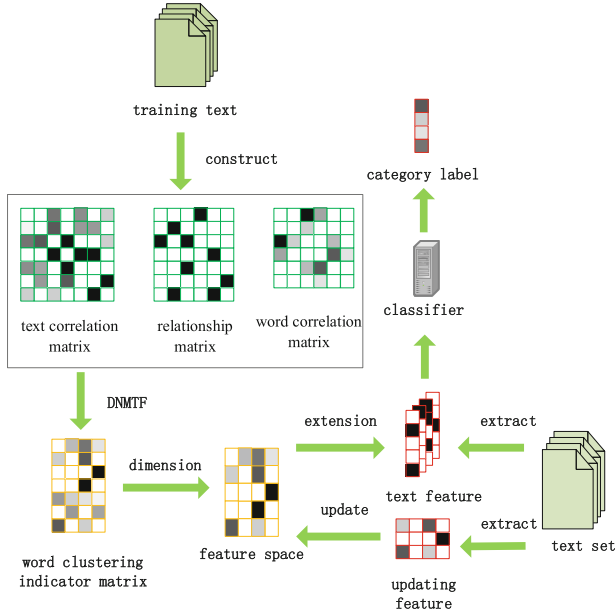 training text
construct
category label
text correlation
matrix
relationship
matrix
word correlation
matrix
classifier
DNMTF
extension
extract
dimension
text feature
update
extract
feature space
text set
word clustering
indicator matrix
updating
feature